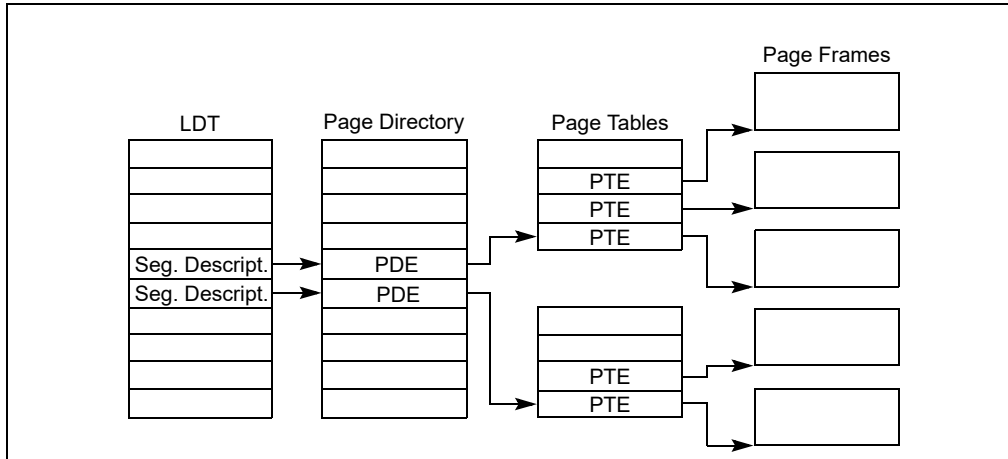 Page Frames
LDT
Page Directory
Page Tables
PTE
PTE
PTE
Seg. Descript.
PDE
Seg. Descript.
PDE
PTE
PTE